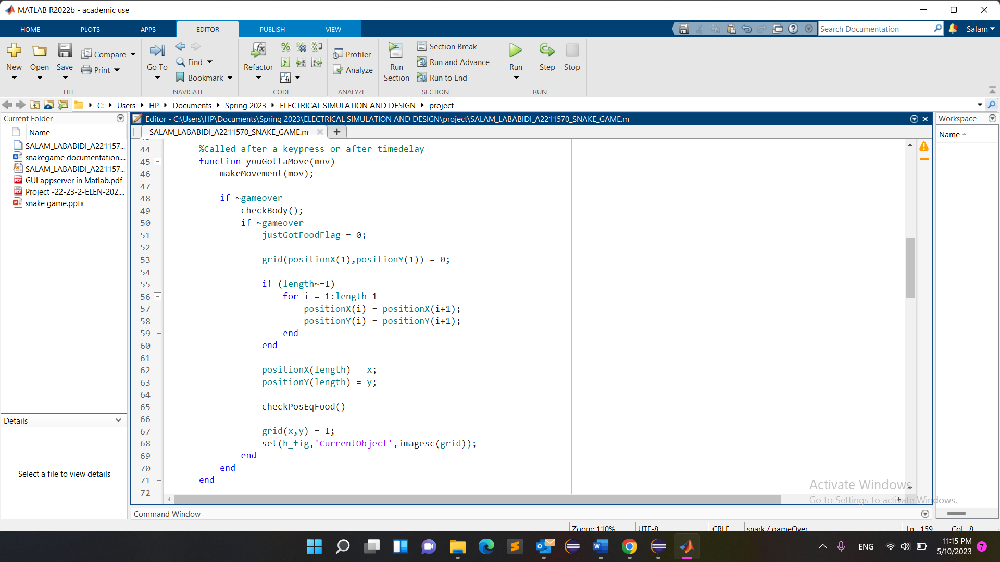 MATLAB R2022b - academic use
HOME PLOTS APPS EDITOR PUBLISH VIEW Search Documentation Salam
New Open Save Compare Print
Go To Find Bookmark
Refactor
Profiler Analyze
Run Section Section Break Run and Advance Run to End
Run Step Stop
FILE NAVIGATE CODE ANALYZE SECTION RUN
C: Users HP Documents Spring 2023 ELECTRICAL SIMULATION AND DESIGN project
Current Folder
Name
SALAM_LABABIDI_A221157...
snakegame documentation....
SALAM_LABABIDI_A221157...
GUI appserver in Matlab.pdf
Project -22-23-2-ELEN-202....
snake game.pptx
Details
Select a file to view details
Editor - C:\Users\HP\Documents\Spring 2023\ELECTRICAL SIMULATION AND DESIGN\project\SALAM_LABABIDI_A2211570_SNAKE_GAME.m
SALAM_LABABIDI_A2211570_SNAKE_GAME.m
44 %Called after a keypress or after timedelay
45 function youGottaMove(mov)
46 makeMovement(mov);
47
48 if ~gameover
49 checkBody();
50 if ~gameover
51 justGotFoodFlag = 0;
52
53 grid(positionX(1),positionY(1)) = 0;
54
55 if (length~=1)
56 for i = 1:length-1
57 positionX(i) = positionX(i+1);
58 positionY(i) = positionY(i+1);
59 end
60 end
61
62 positionX(length) = x;
63 positionY(length) = y;
64
65 checkPosEqFood()
66
67 grid(x,y) = 1;
68 set(h_fig,'CurrentObject',imagesc(grid));
69 end
70 end
71 end
72
Workspace
Name
Activate Windows
Go to Settings to activate Windows.
Command Window
Zoom: 110% UTF-8 CRLF snark / gameOver Ln 159 Col 8
ENG
11:15 PM
5/10/2023
7